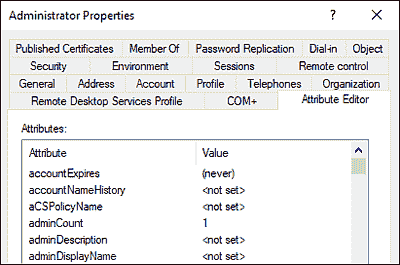 Administrator Properties ? ×
Published Certificates Member Of Password Replication Dial-in Object
Security Environment Sessions Remote control
General Address Account Profile Telephones Organization
Remote Desktop Services Profile COM+ Attribute Editor
Attributes:
Attribute Value
accountExpires (never)
accountNameHistory <not set>
aCSPolicyName <not set>
adminCount 1
adminDescription <not set>
adminDisplayName <not set>